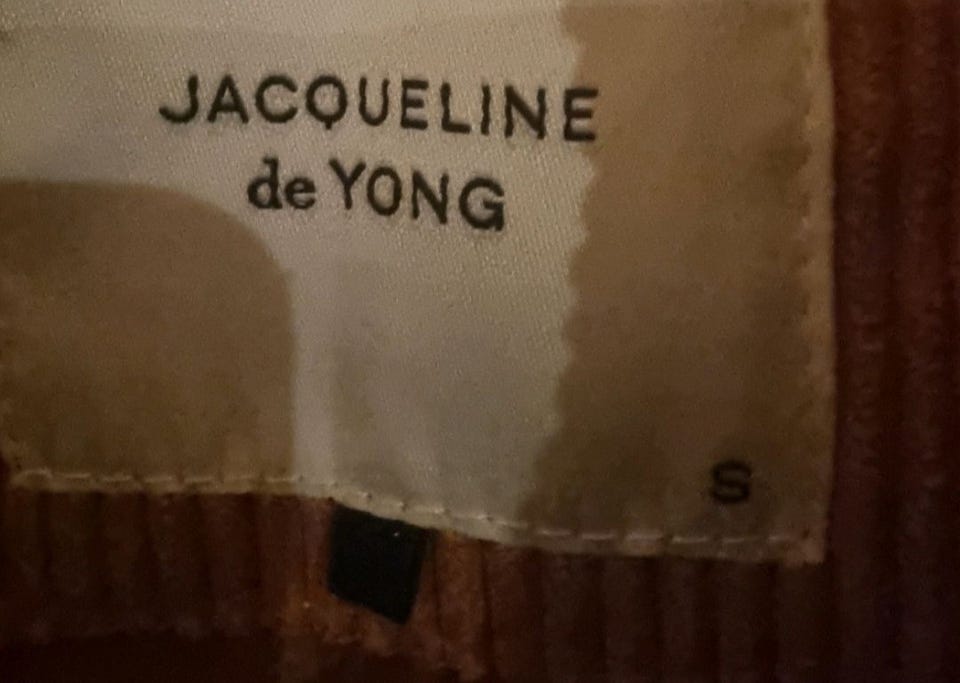 JACQUELINE
de YONG
S